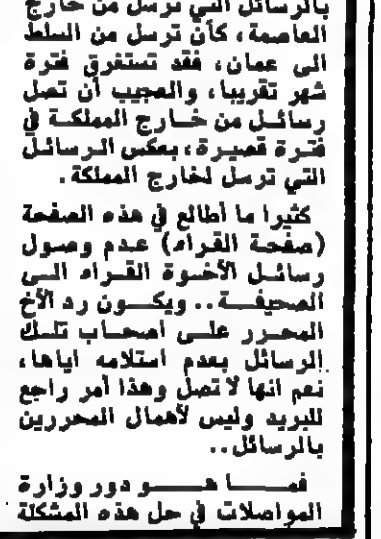 بالرسائل التي ترسل من خارج
العاصمة، كأن ترسل من السلط
الى عمان، فقد تستغرق فترة
شهر تقريبا، والعجيب أن تصل
رسائل من خارج المملكة في
فترة قصيرة، بعكس الرسائل
التي ترسل لخارج المملكة.
كثيرا ما أطالع في هذه الصفحة
(صفحة القراء) عدم وصول
رسائل الأخوة القراء الى
الصحيفة.. ويكون رد الأخ
المحرر على اصحاب تلك
الرسائل بعدم استلامه اياها،
نعم انها لا تصل وهذا أمر راجع
للبريد وليس لأهمال المحررين
بالرسائل..
فما هو دور وزارة
المواصلات في حل هذه المشكلة